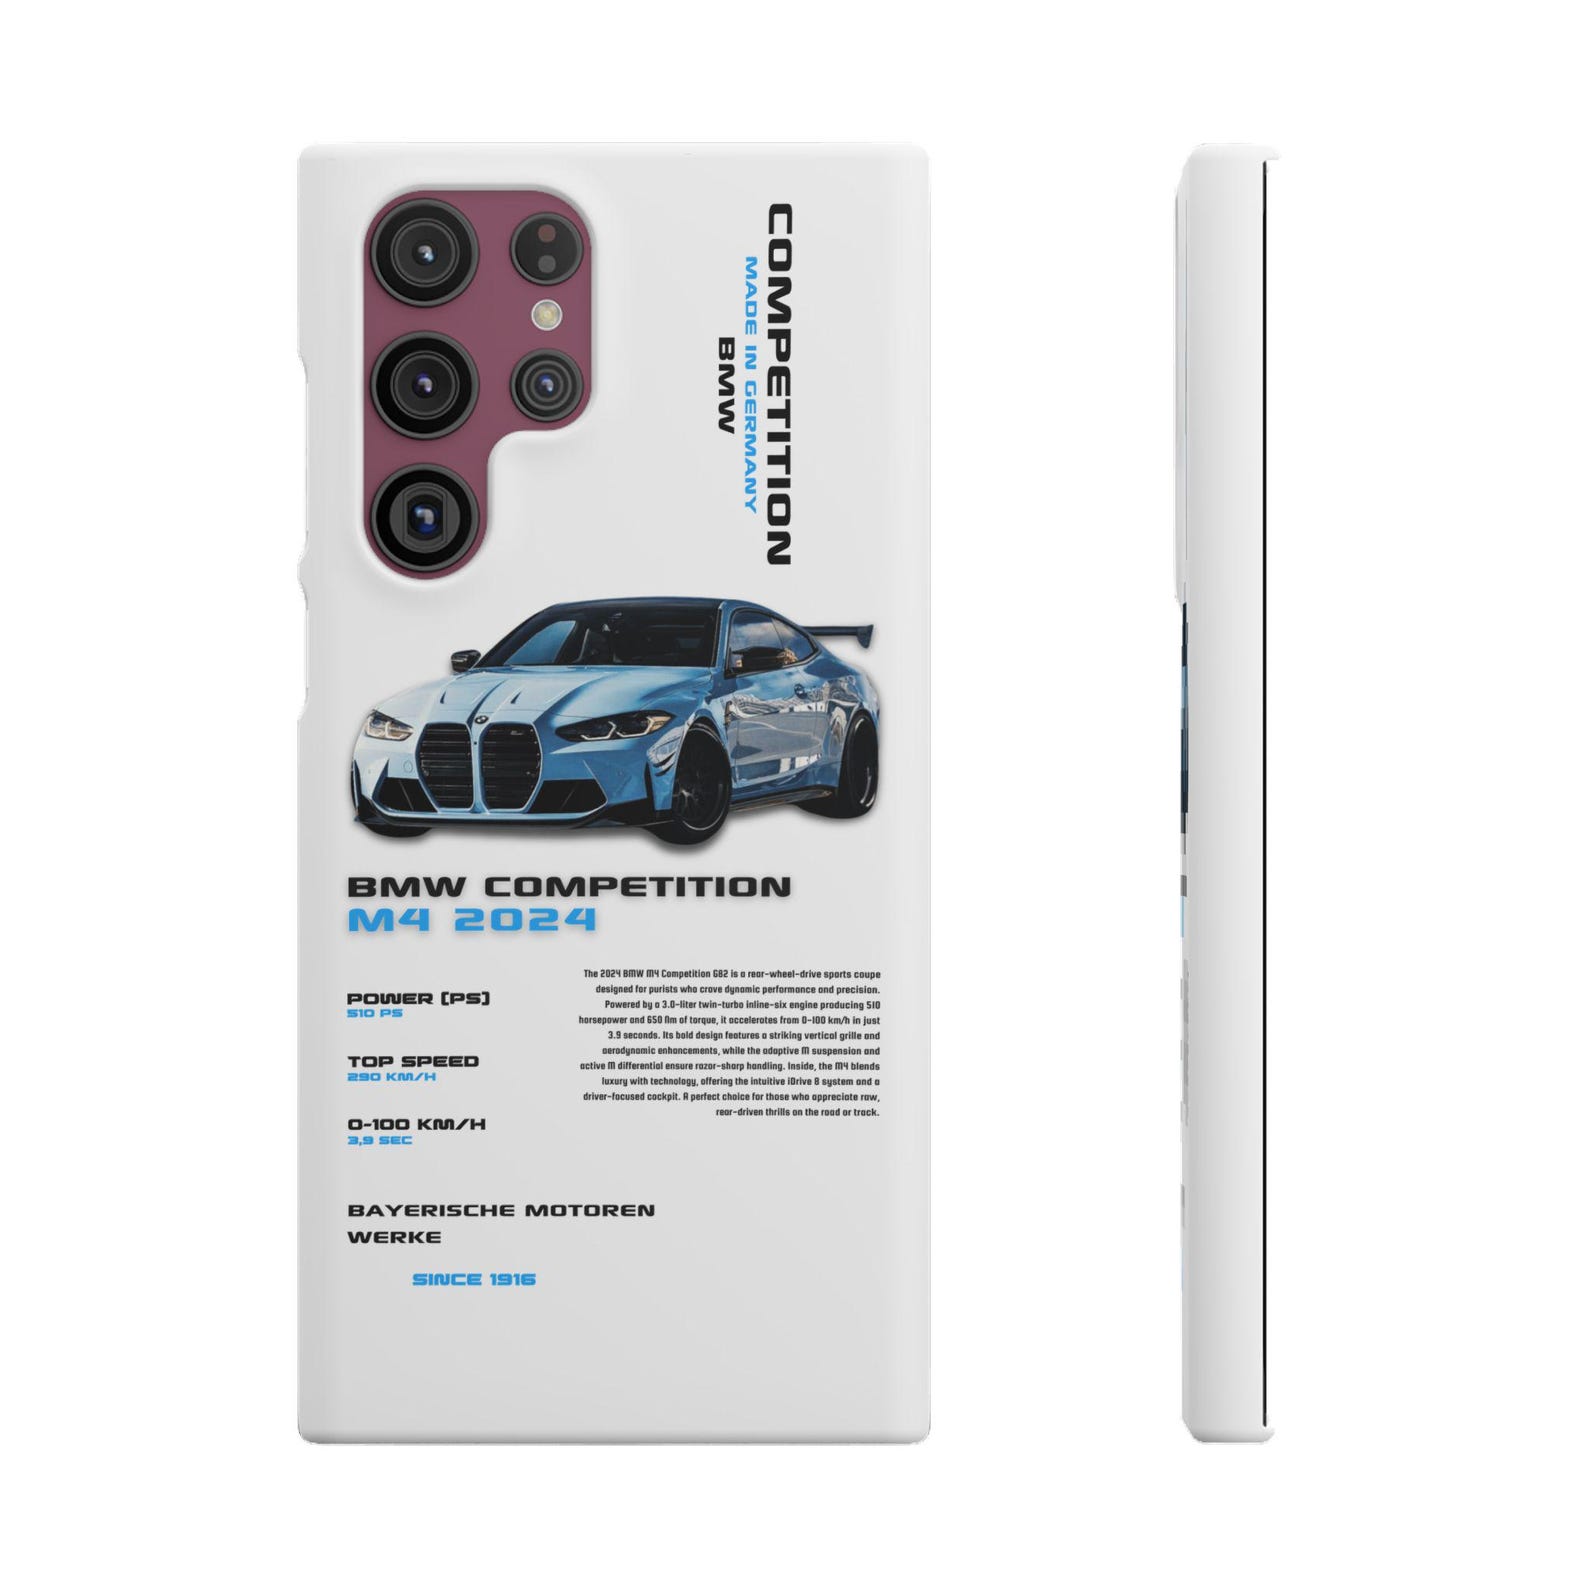 COMPETITION
MADE IN GERMANY
BMW
BMW COMPETITION
M4 2024
POWER (PS)
510 PS
TOP SPEED
290 KM/H
0-100 KM/H
3,9 SEC
The 2024 BMW M4 Competition G82 is a rear-wheel-drive sports coupe
designed for purists who crave dynamic performance and precision.
Powered by a 3.0-liter twin-turbo inline-six engine producing 510
horsepower and 650 Nm of torque, it accelerates from 0-100 km/h in just
3.9 seconds. Its bold design features a striking vertical grille and
aerodynamic enhancements, while the adaptive M suspension and
active M differential ensure razor-sharp handling. Inside, the M4 blends
luxury with technology, offering the intuitive iDrive 8 system and a
driver-focused cockpit. A perfect choice for those who appreciate raw,
rear-driven thrills on the road or track.
BAYERISCHE MOTOREN
WERKE
SINCE 1916